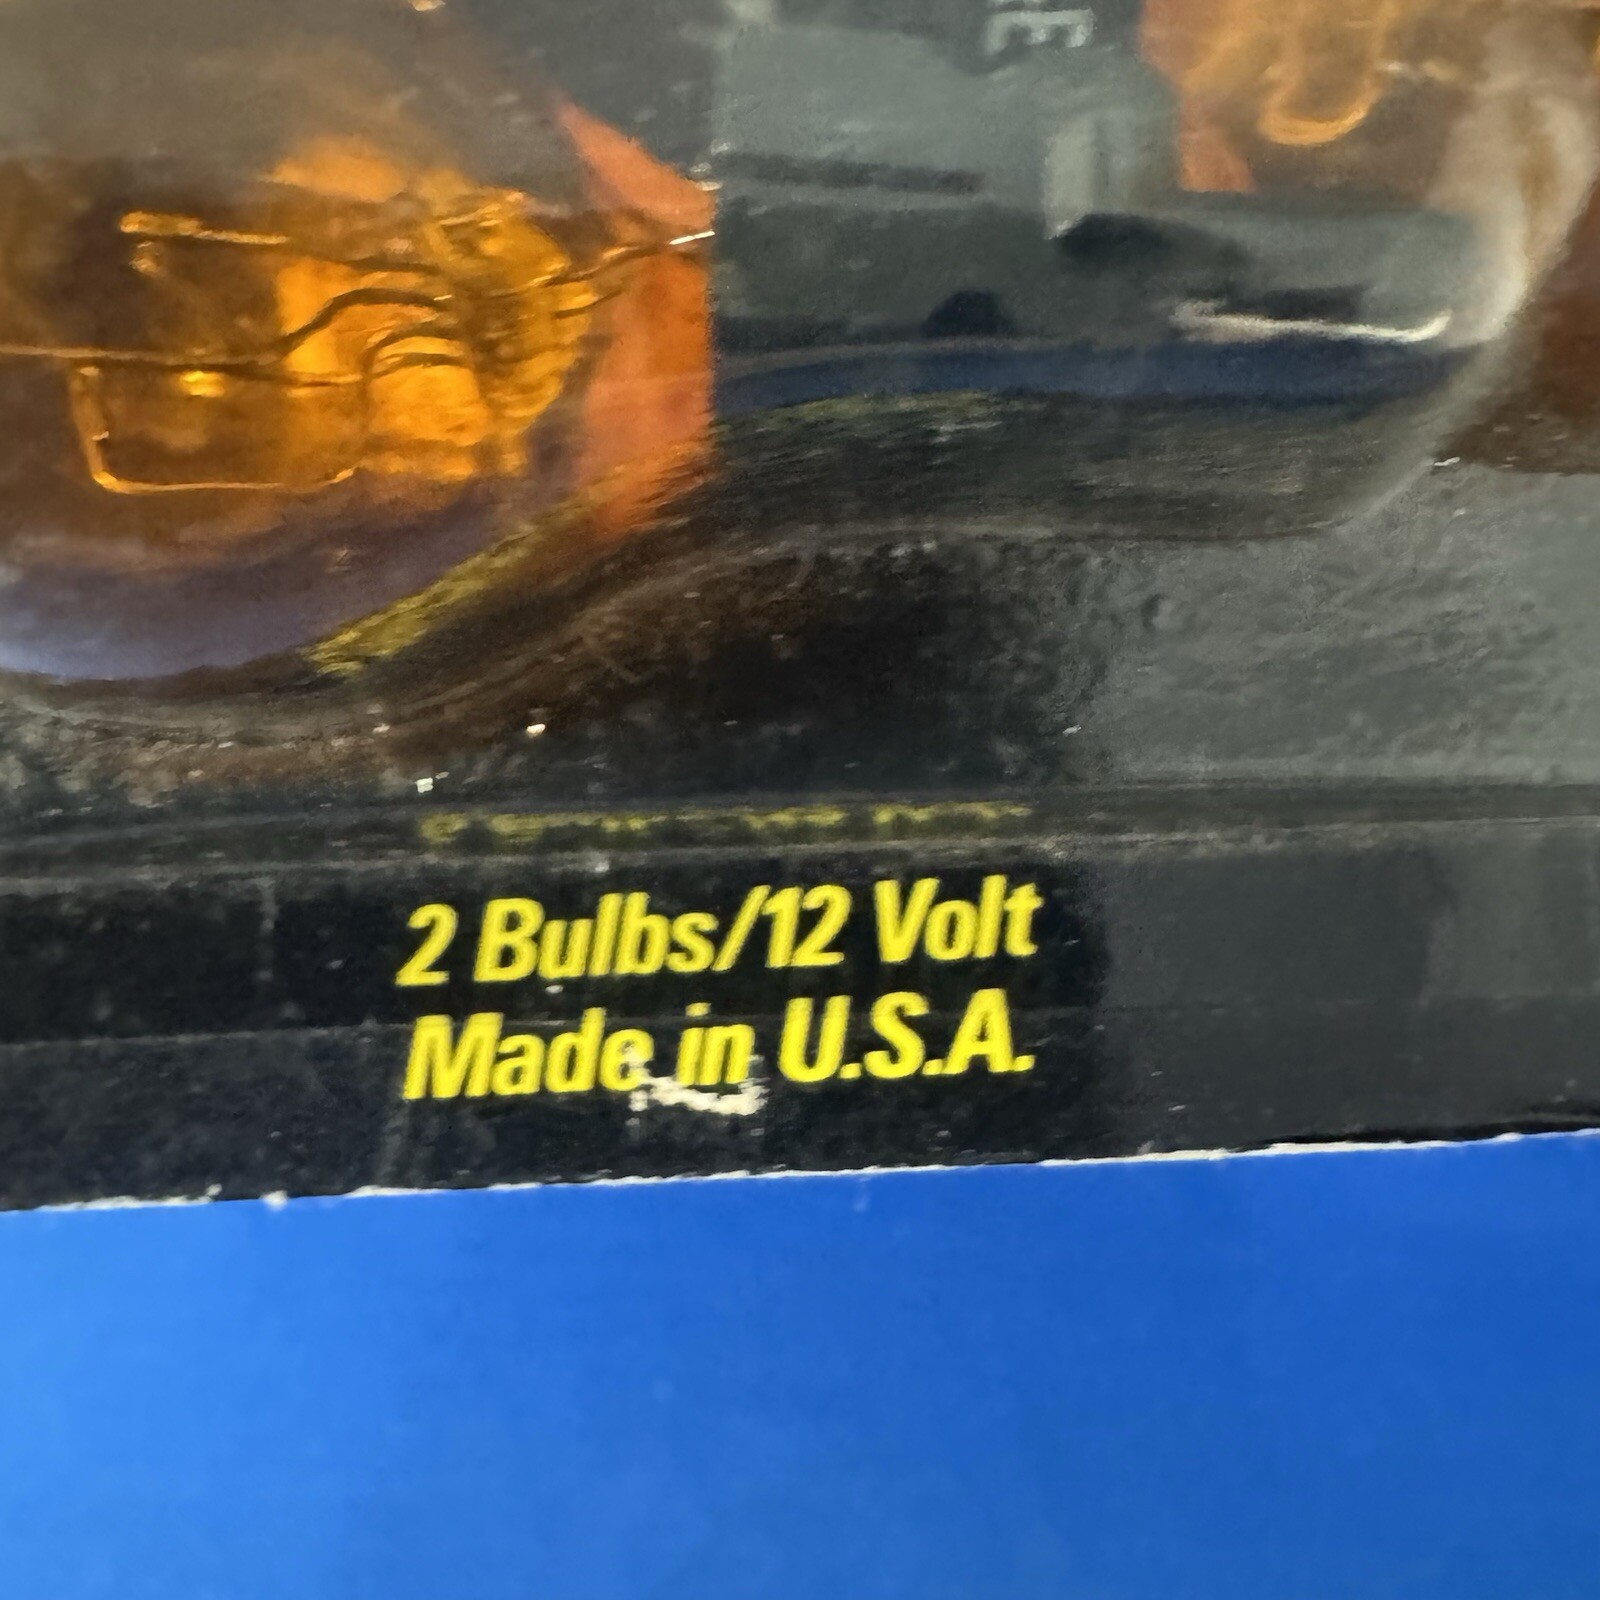 2 Bulbs/12 Volt
Made in U.S.A.